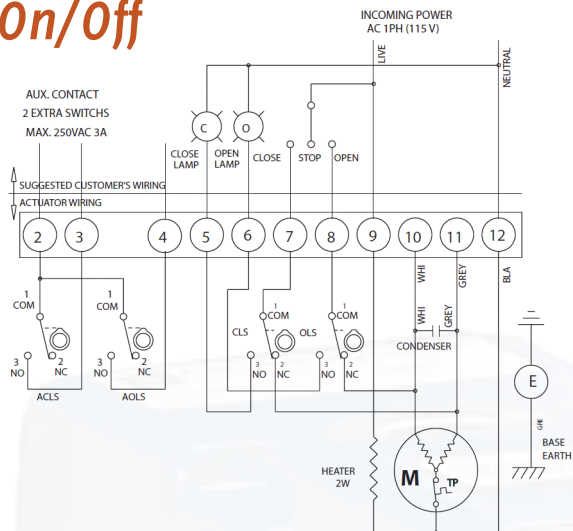 On/Off
INCOMING POWER
AC 1PH (115 V)
LIVE
NEUTRAL
AUX. CONTACT
2 EXTRA SWITCHS
MAX. 250VAC 3A
C
O
CLOSE
LAMP
OPEN
LAMP
CLOSE
STOP
OPEN
SUGGESTED CUSTOMER'S WIRING
ACTUATOR WIRING
2
3
4
5
6
7
8
9
10
11
12
WHI
GREY
BLA
1
COM
1
COM
1
COM
1
COM
WHI
GREY
CLS
OLS
CONDENSER
3
NO
2
NC
3
NO
2
NC
3
NO
2
NC
3
NO
2
NC
ACLS
AOLS
E
GRE
BASE
EARTH
HEATER
2W
M
TP